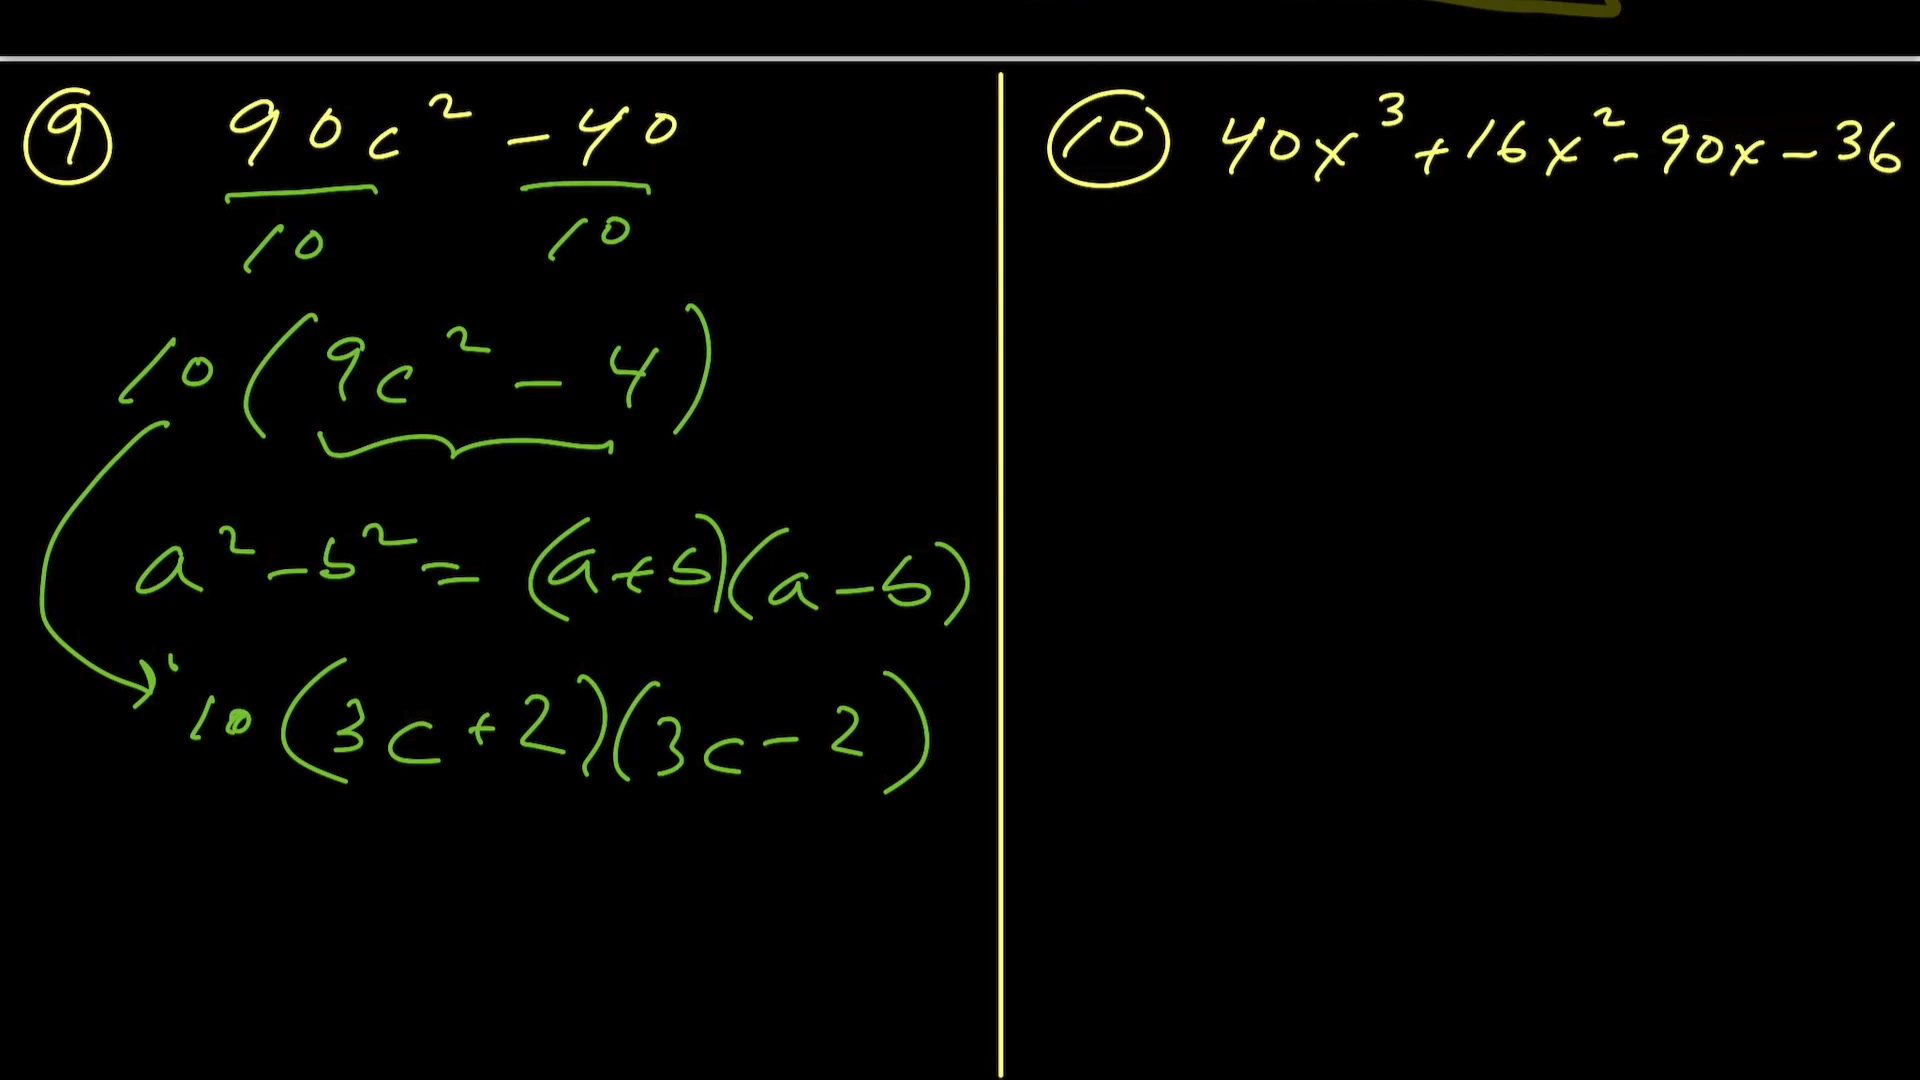 ⑨ 90c² - 40
10 10
10(9c² - 4)
a² - b² = (a+b)(a-b)
10(3c+2)(3c-2)
⑩ 40x³ + 16x² - 90x - 36